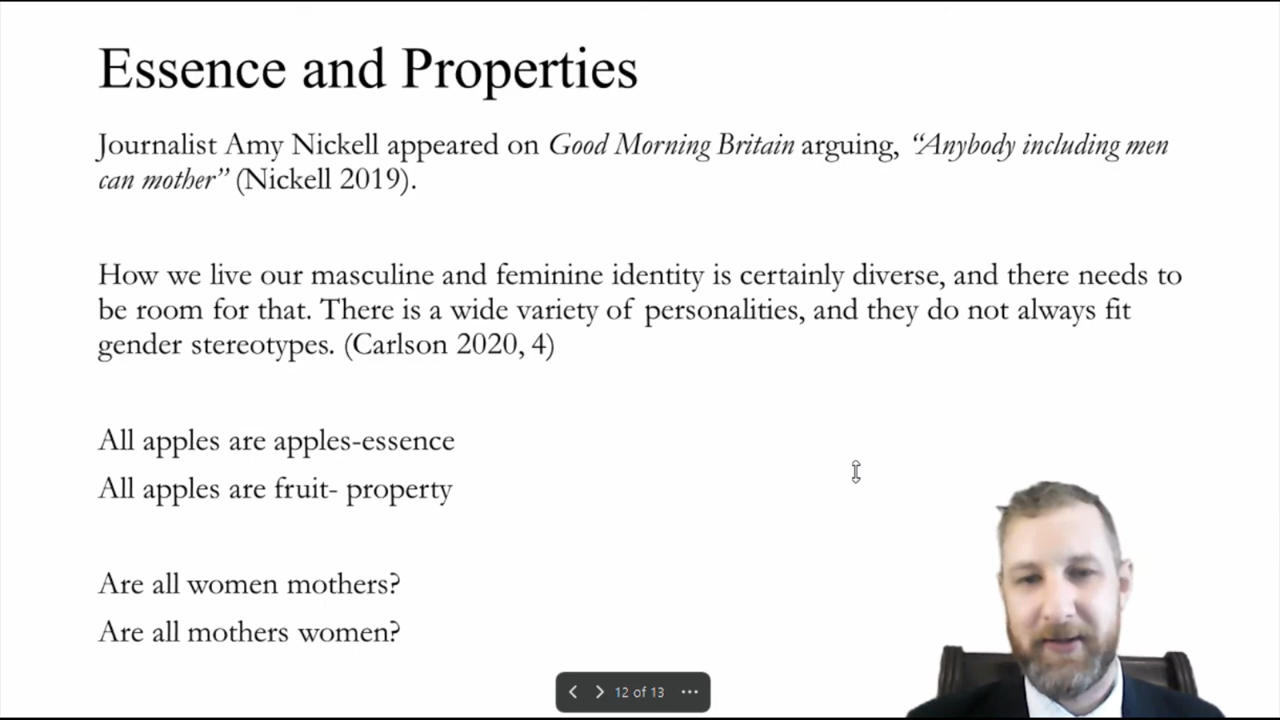 Essence and Properties
Journalist Amy Nickell appeared on Good Morning Britain arguing, “Anybody including men
can mother” (Nickell 2019).
How we live our masculine and feminine identity is certainly diverse, and there needs to
be room for that. There is a wide variety of personalities, and they do not always fit
gender stereotypes. (Carlson 2020, 4)
All apples are apples-essence
All apples are fruit- property
Are all women mothers?
Are all mothers women?
12 of 13